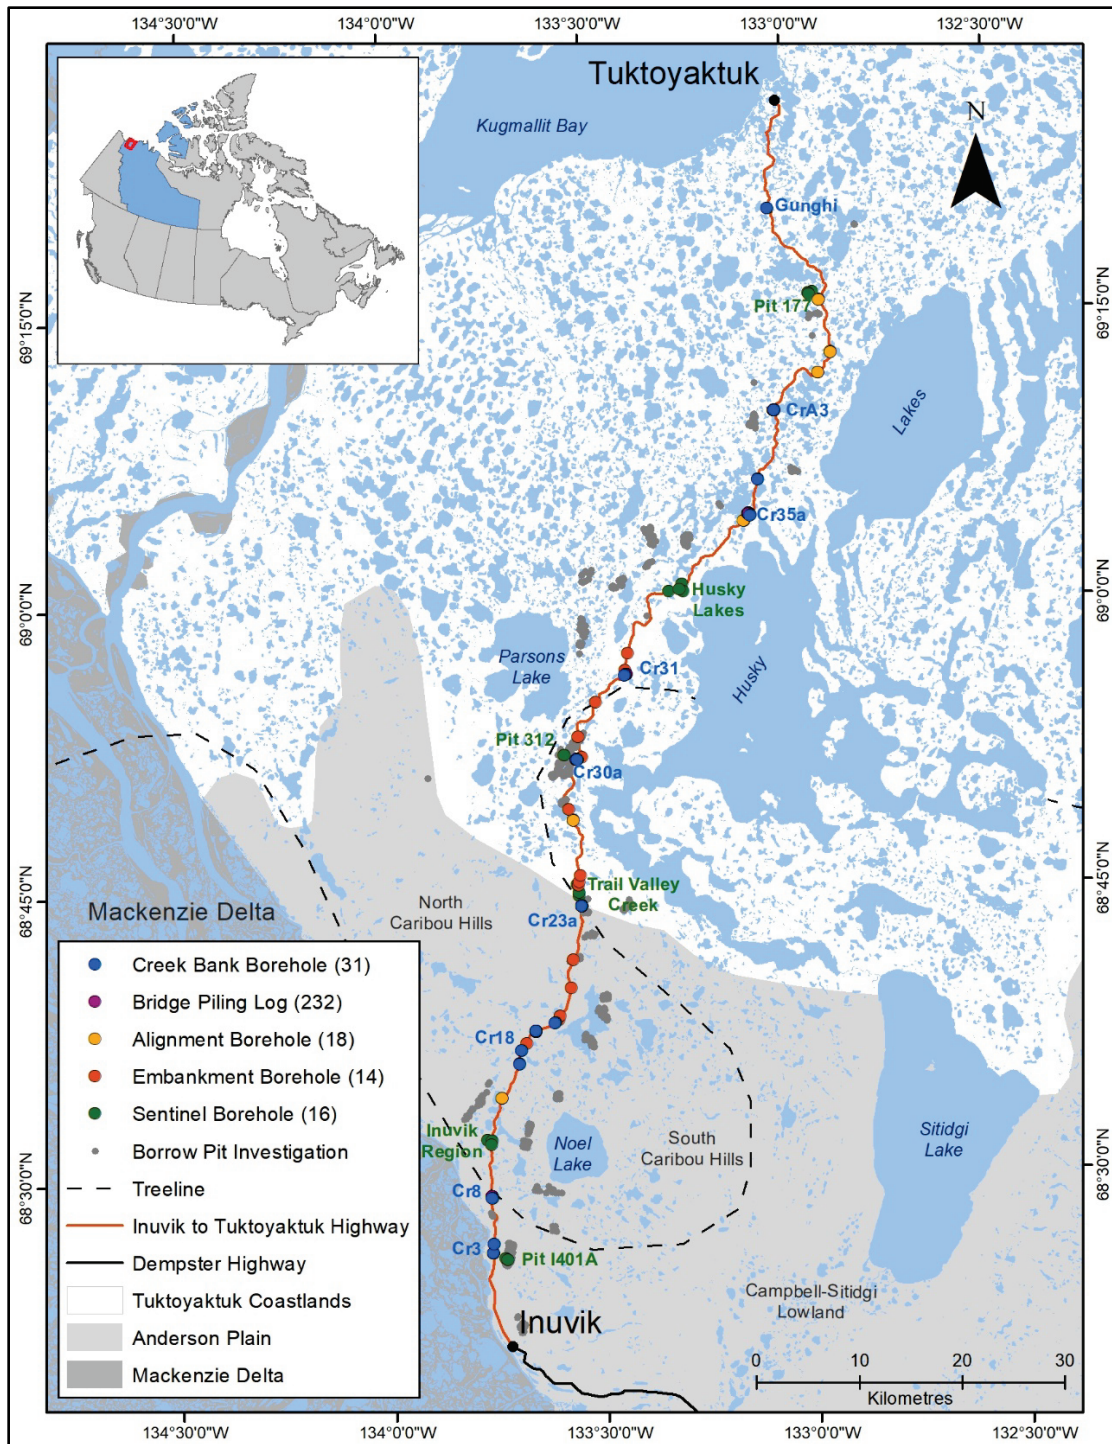 134°30'0"W 134°0'0"W 133°30'0"W 133°0'0"W 132°30'0"W
Tuktoyaktuk
Kugmallit Bay
N
Gunghi
69°15'0"N
Pit 177
69°15'0"N
Lakes
CrA3
Cr35a
69°0'0"N
Husky
Lakes
69°0'0"N
Parsons
Lake
Cr31
Husky
Pit 312
Cr30a
Trail Valley
Creek
68°45'0"N
North
Caribou Hills
Cr23a
68°45'0"N
Mackenzie Delta
Creek Bank Borehole (31)
Bridge Piling Log (232)
Alignment Borehole (18)
Embankment Borehole (14)
Sentinel Borehole (16)
Borrow Pit Investigation
Treeline
Inuvik to Tuktoyaktuk Highway
Dempster Highway
Tuktoyaktuk Coastlands
Anderson Plain
Mackenzie Delta
Cr18
Inuvik
Region
Noel
Lake
South
Caribou Hills
Sitidgi
Lake
68°30'0"N
68°30'0"N
Cr8
Cr3
Pit I401A
Campbell-Sitidgi
Lowland
Inuvik
0 10 20 30
Kilometres
134°30'0"W 134°0'0"W 133°30'0"W 133°0'0"W 132°30'0"W